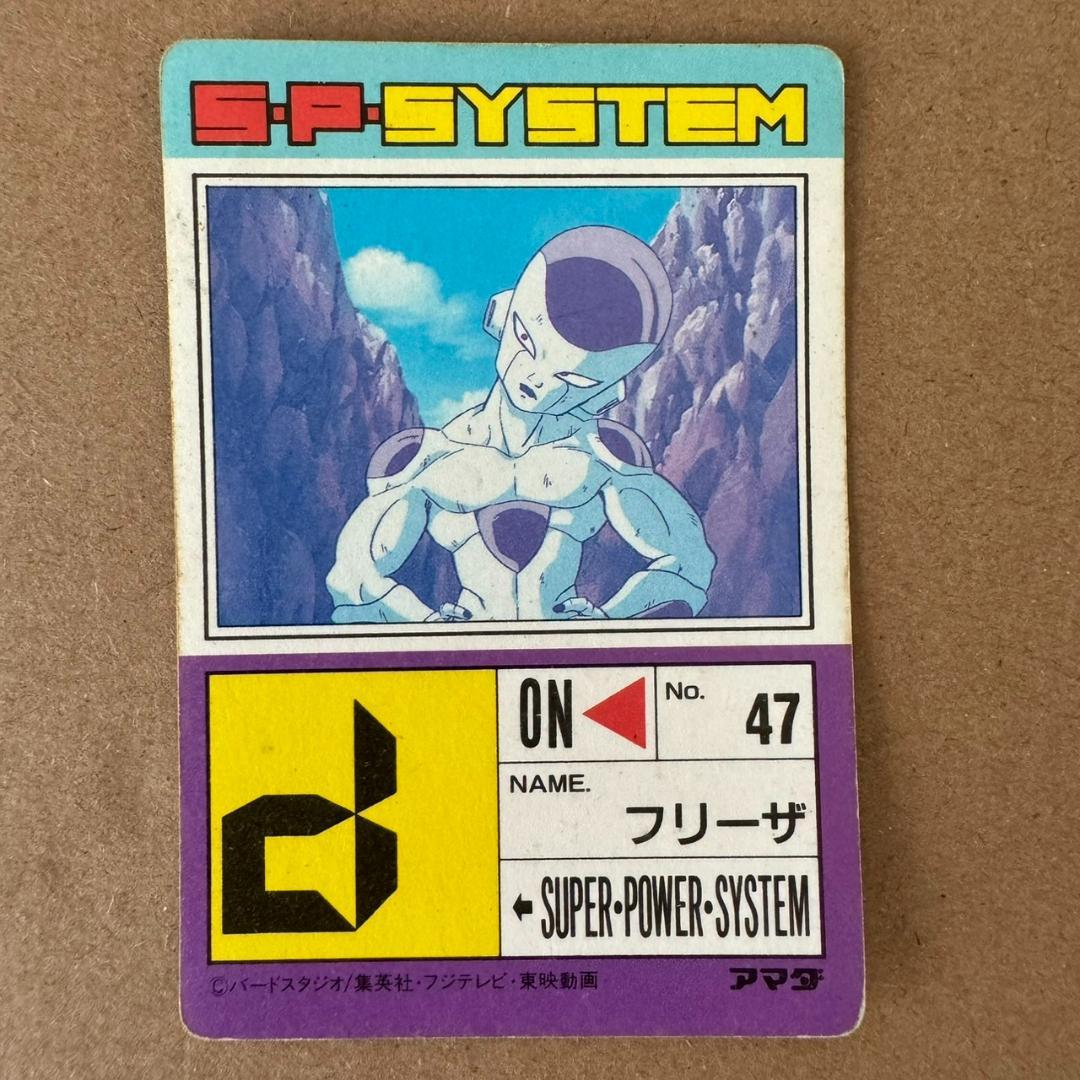 S・P・SYSTEM
ON
No.
47
NAME.
フリーザ
SUPER・POWER・SYSTEM
©バードスタジオ/集英社・フジテレビ・東映動画
アマダ